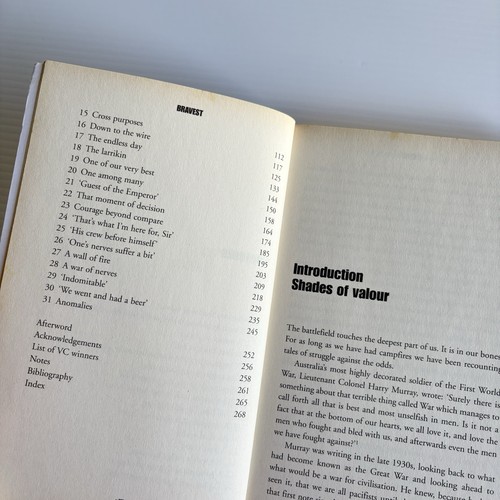 BRAVEST
15 Cross purposes 112
16 Down to the wire 117
17 The endless day 125
18 The larrikin 133
19 One of our very best 144
20 One among many 150
21 'Guest of the Emperor' 158
22 That moment of decision 164
23 Courage beyond compare 174
24 'That's what I'm here for, Sir' 185
25 'His crew before himself' 195
26 'One's nerves suffer a bit' 203
27 A wall of fire 209
28 A war of nerves 218
29 'Indomitable' 229
30 'We went and had a beer' 235
31 Anomalies 245
Afterword 252
Acknowledgements 256
List of VC winners 258
Notes 261
Bibliography 265
Index 268
Introduction
Shades of valour
The battlefield touches the deepest part of us. It is in our bones
For as long as we have had campfires we have been recounting
tales of struggle against the odds.
Australia's most highly decorated soldier of the First World
War, Lieutenant Colonel Harry Murray, wrote: 'Surely there is
something about that terrible thing called War which manages to
call forth all that is best and most unselfish in men. Is it not a
fact that at the bottom of our hearts, we all love it, and love the
men who fought and bled with us, and afterwards even the men
we have fought against?'1
Murray was writing in the late 1930s, looking back to what
had become known as the Great War and looking ahead to
what would be a war for civilisation. He knew, because he had
seen it, that we are all pacifists until
that first note